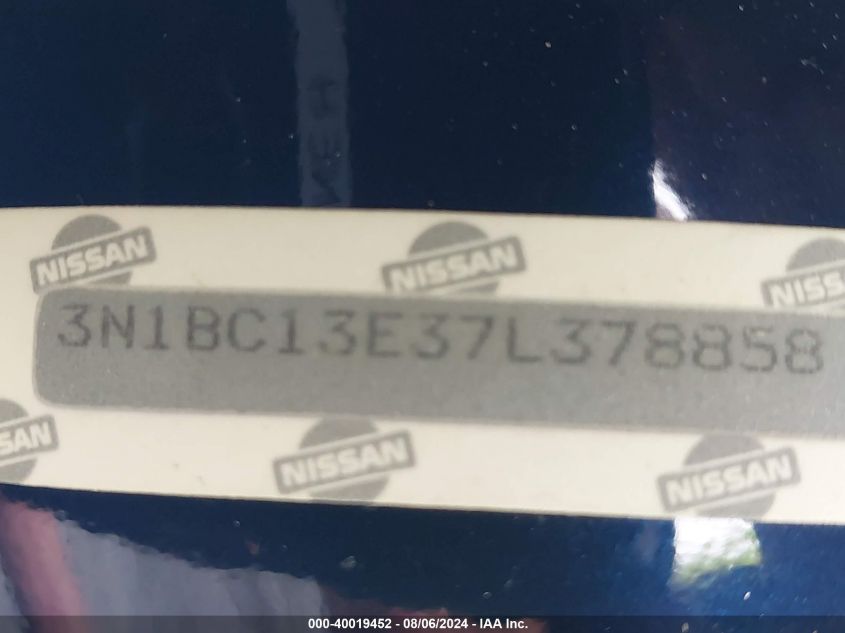 NISSAN NISSAN NISSAN
3N1BC13E37L378858
NISSAN NISSAN NISSAN
000-40019452 - 08/06/2024 - IAA Inc.